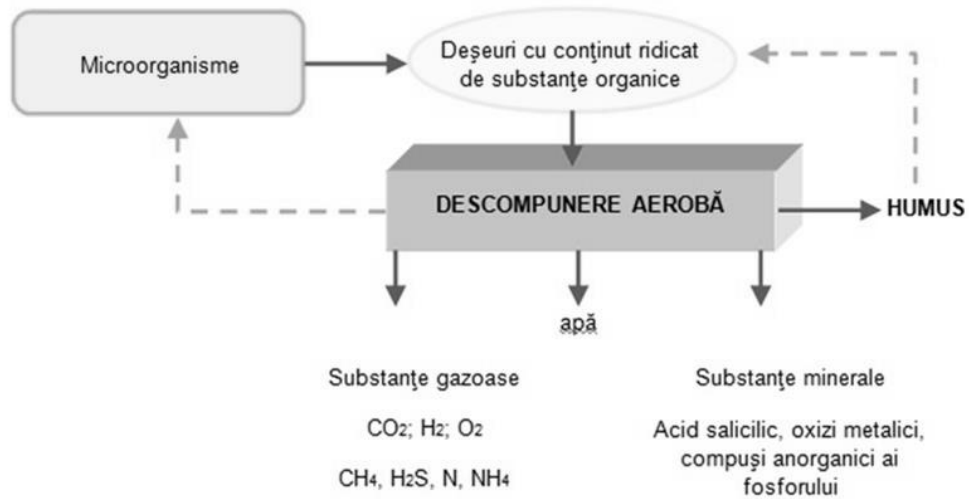 Microorganisme
Deşeuri cu conţinut ridicat
de substanţe organice
DESCOMPUNERE AEROBĂ
HUMUS
apă
Substanţe gazoase
CO2; H2; O2
CH4, H2S, N, NH4
Substanţe minerale
Acid salicilic, oxizi metalici,
compuşi anorganici ai
fosforului